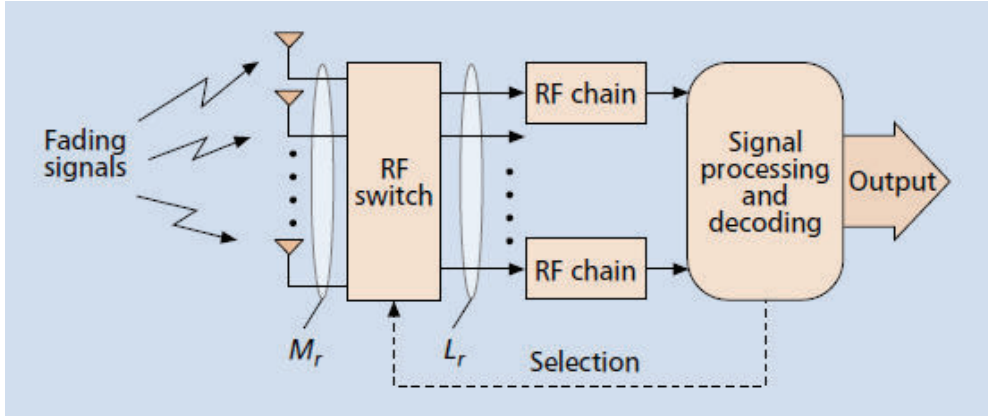 Fading
signals
RF
switch
RF chain
RF chain
Signal
processing
and
decoding
Output
M_r
L_r
Selection